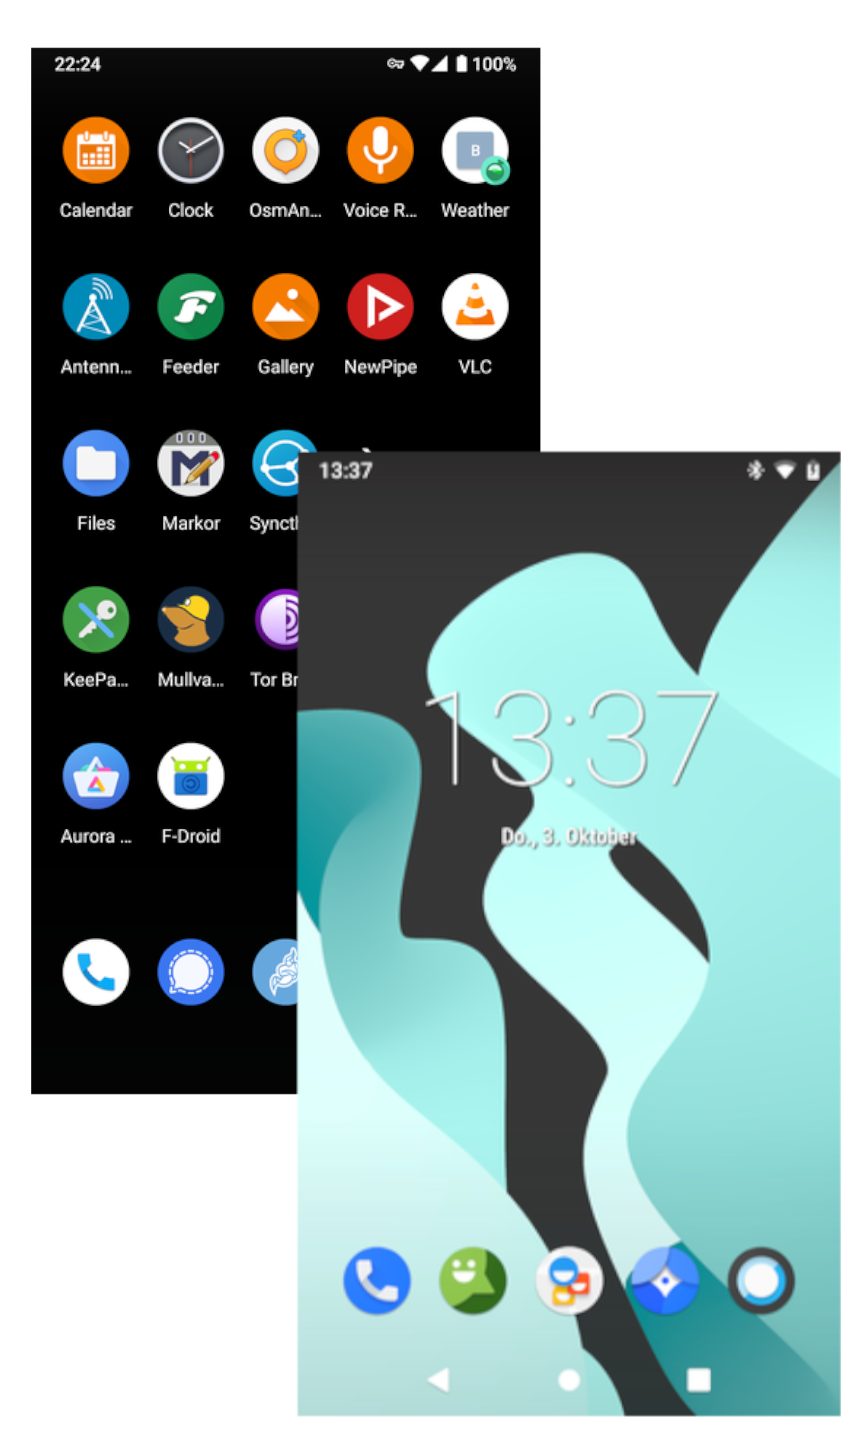 22:24 100%
Calendar Clock OsmAn... Voice R... Weather
Antenn... Feeder Gallery NewPipe VLC
Files Markor Syncth
KeePa... Mullva... Tor Br
Aurora ... F-Droid
13:37
13:37
Do., 3. Oktober